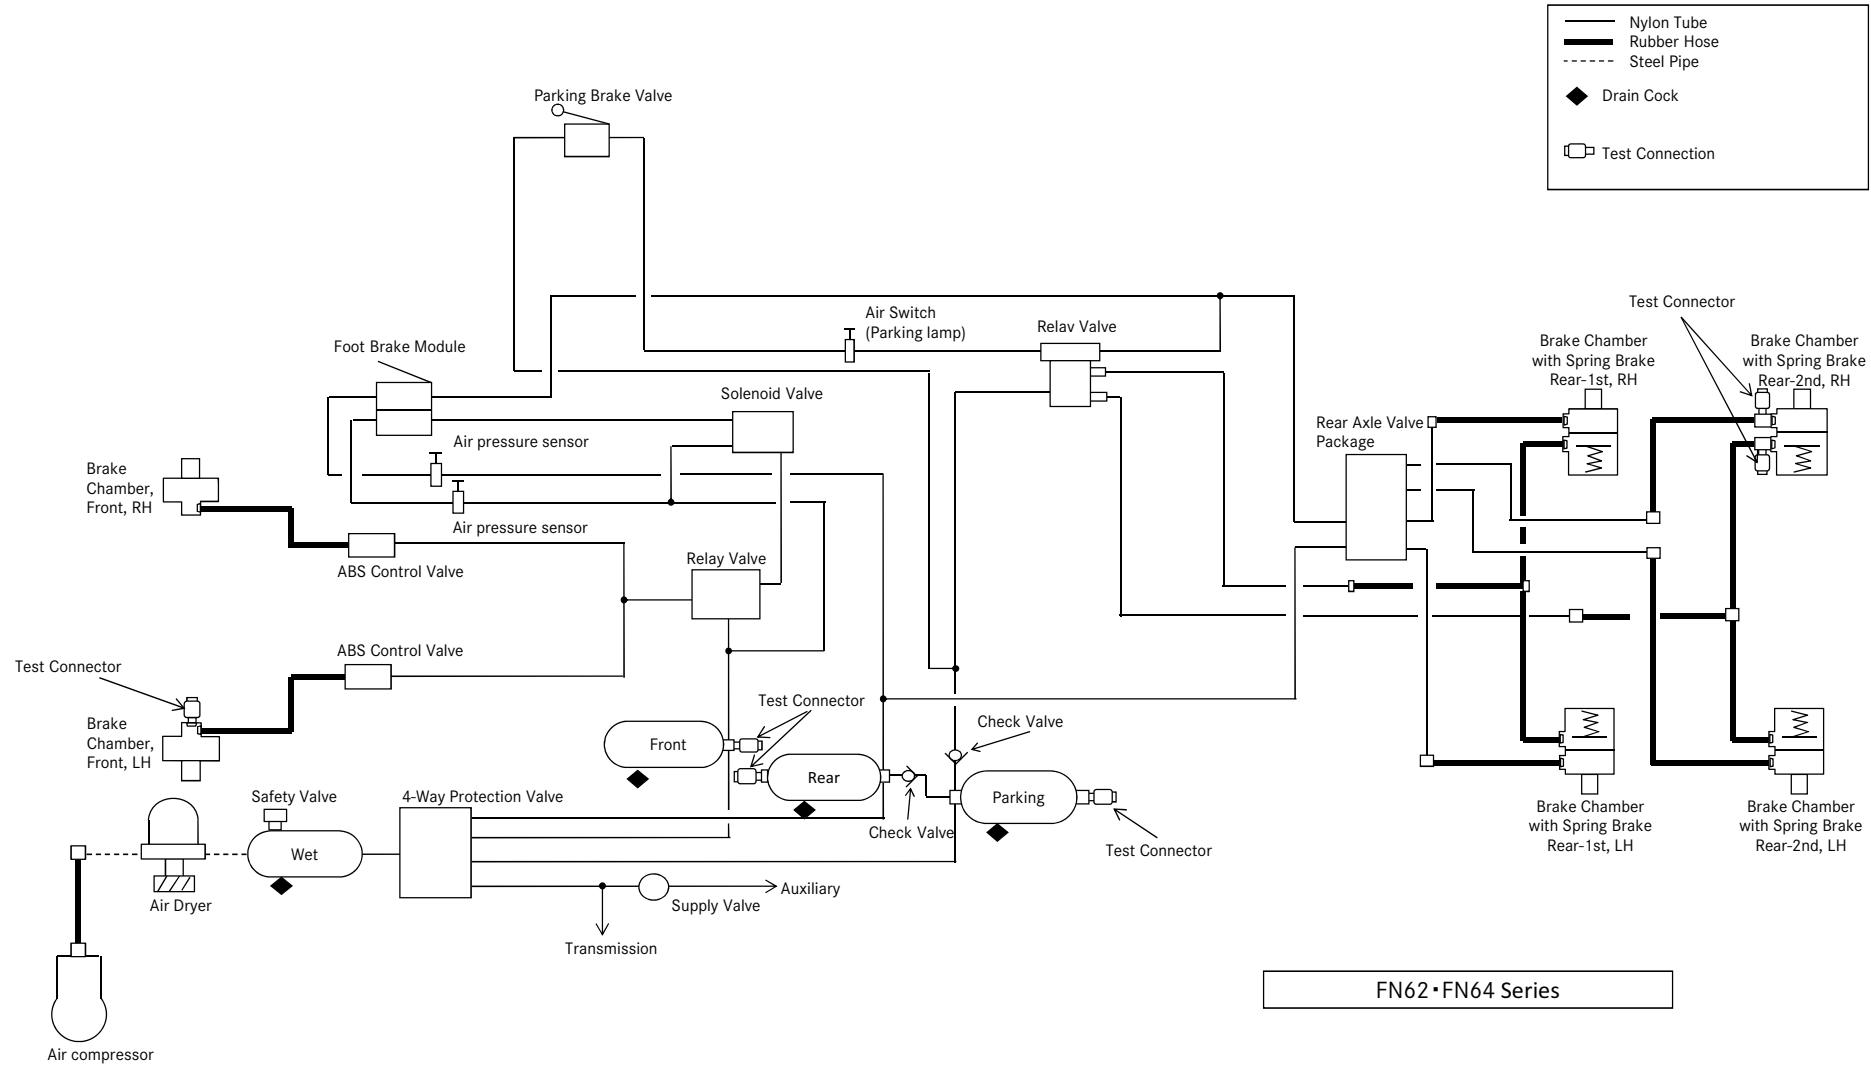 Nylon Tube
Rubber Hose
Steel Pipe
Drain Cock
Test Connection
Parking Brake Valve
Air Switch
(Parking lamp)
Relav Valve
Foot Brake Module
Solenoid Valve
Air pressure sensor
Air pressure sensor
Brake
Chamber,
Front, RH
ABS Control Valve
Relay Valve
ABS Control Valve
Test Connector
Brake
Chamber,
Front, LH
Test Connector
Brake Chamber
with Spring Brake
Rear-1st, RH
Brake Chamber
with Spring Brake
Rear-2nd, RH
Rear Axle Valve
Package
Test Connector
Check Valve
Front
Rear
Parking
Check Valve
Test Connector
Safety Valve
4-Way Protection Valve
Wet
Air Dryer
Supply Valve
Auxiliary
Transmission
Air compressor
Brake Chamber
with Spring Brake
Rear-1st, LH
Brake Chamber
with Spring Brake
Rear-2nd, LH
FN62・FN64 Series